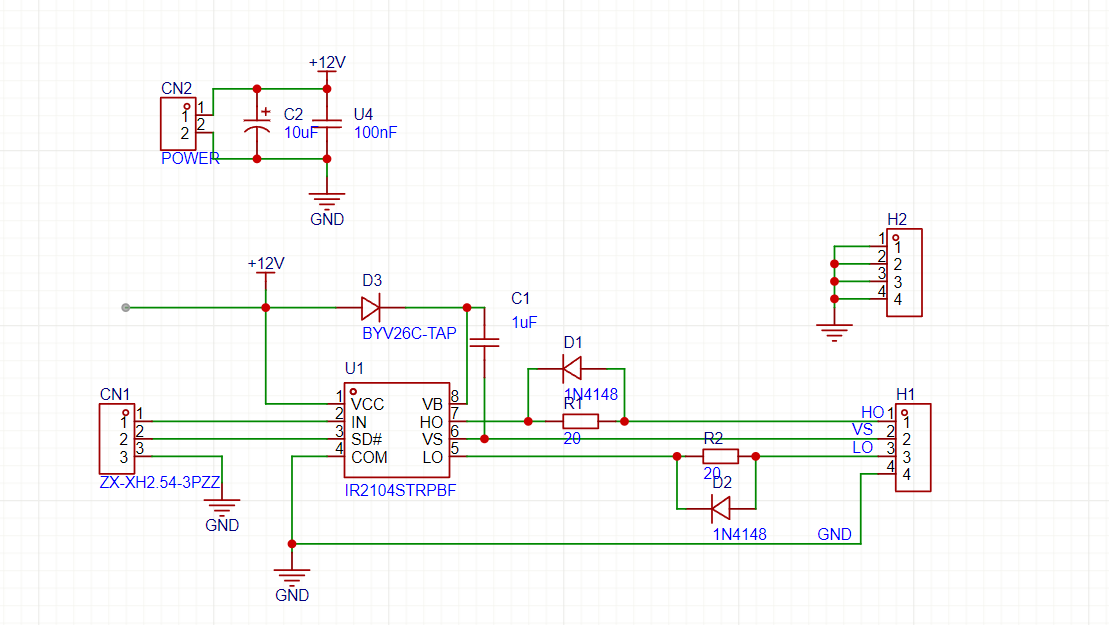 +12V
CN2
1
1
2
2
C2
10uF
U4
100nF
POWER
GND
H2
1
1
2
2
3
3
4
4
+12V
D3
BYV26C-TAP
C1
1uF
D1
1N4148
U1
CN1
1
1
2
2
3
3
ZX-XH2.54-3PZZ
GND
1 VCC VB 8
2 IN HO 7
3 SD# VS 6
4 COM LO 5
IR2104STRPBF
R1
20
R2
20
D2
1N4148
H1
HO 1 1
VS 2 2
LO 3 3
4 4
GND
GND